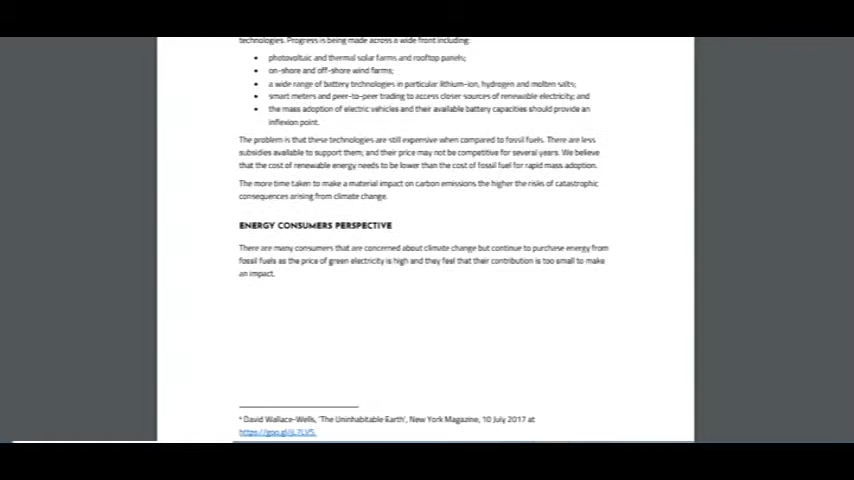 technologies. Progress is being made across a wide front including:
• photovoltaic and thermal solar farms and rooftop panels;
• on-shore and off-shore wind farms;
• a wide range of battery technologies in particular lithium-ion, hydrogen and molten salts;
• smart meters and peer-to-peer trading to access closer sources of renewable electricity; and
• the mass adoption of electric vehicles and their available battery capacities should provide an
inflexion point.
The problem is that these technologies are still expensive when compared to fossil fuels. There are less
subsidies available to support them; and their price may not be competitive for several years. We believe
that the cost of renewable energy needs to be lower than the cost of fossil fuel for rapid mass adoption.
The more time taken to make a material impact on carbon emissions the higher the risks of catastrophic
consequences arising from climate change.
ENERGY CONSUMERS PERSPECTIVE
There are many consumers that are concerned about climate change but continue to purchase energy from
fossil fuels as the price of green electricity is high and they feel that their contribution is too small to make
an impact.
David Wallace-Wells, 'The Uninhabitable Earth', New York Magazine, 10 July 2017 at